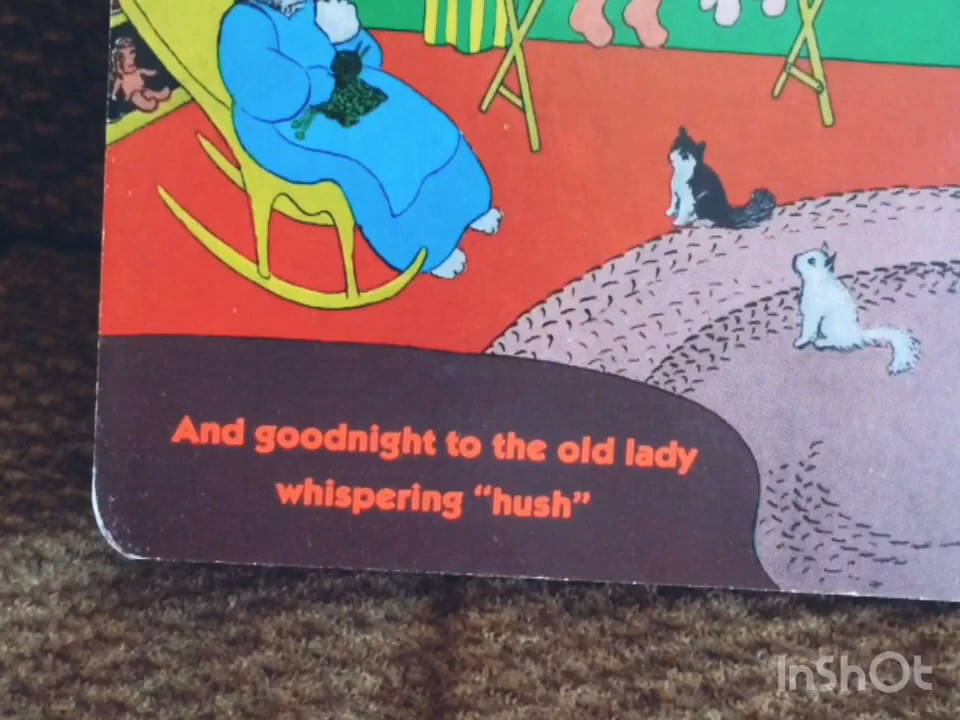 And goodnight to the old lady
whispering “hush”
InShOt